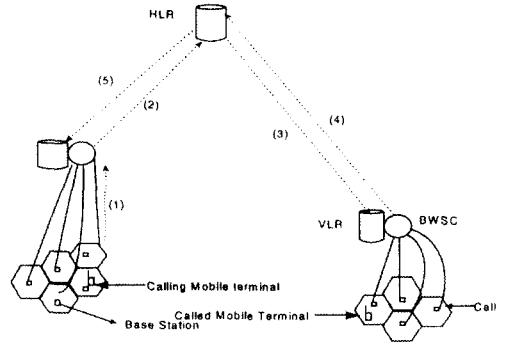 HLR
(5)
(2)
(4)
(3)
(1)
VLR
BWSC
Calling Mobile terminal
Base Station
Called Mobile Terminal
Cell